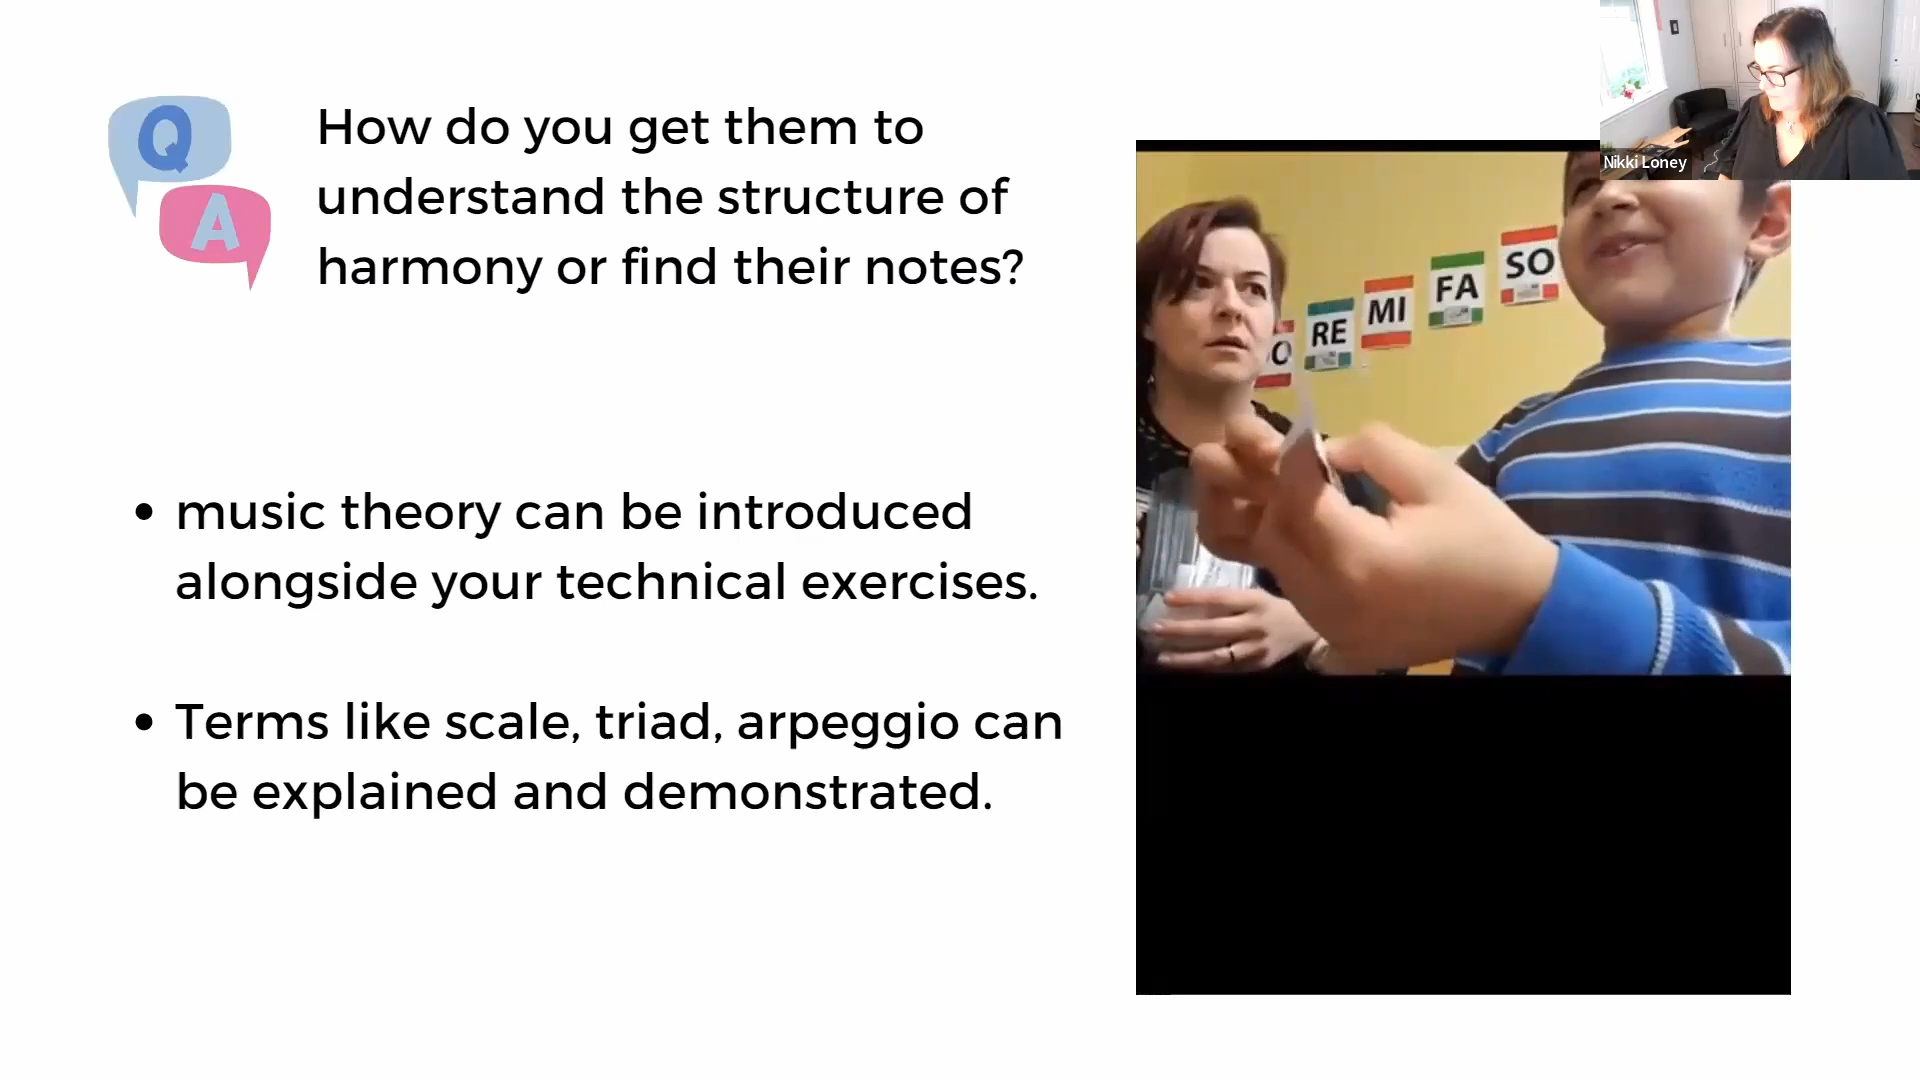 Q
A
How do you get them to
understand the structure of
harmony or find their notes?
• music theory can be introduced
alongside your technical exercises.
• Terms like scale, triad, arpeggio can
be explained and demonstrated.
Nikki Loney
RE
MI
FA
SO